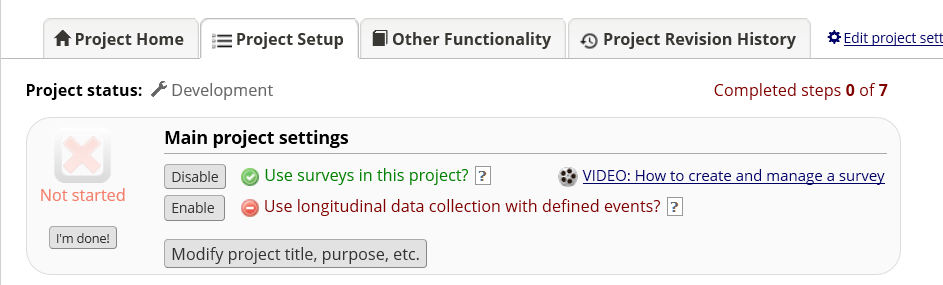 Project Home Project Setup Other Functionality Project Revision History Edit project sett
Project status: Development Completed steps 0 of 7
Main project settings
Disable Use surveys in this project? ? VIDEO: How to create and manage a survey
Not started
Enable Use longitudinal data collection with defined events? ?
I'm done!
Modify project title, purpose, etc.